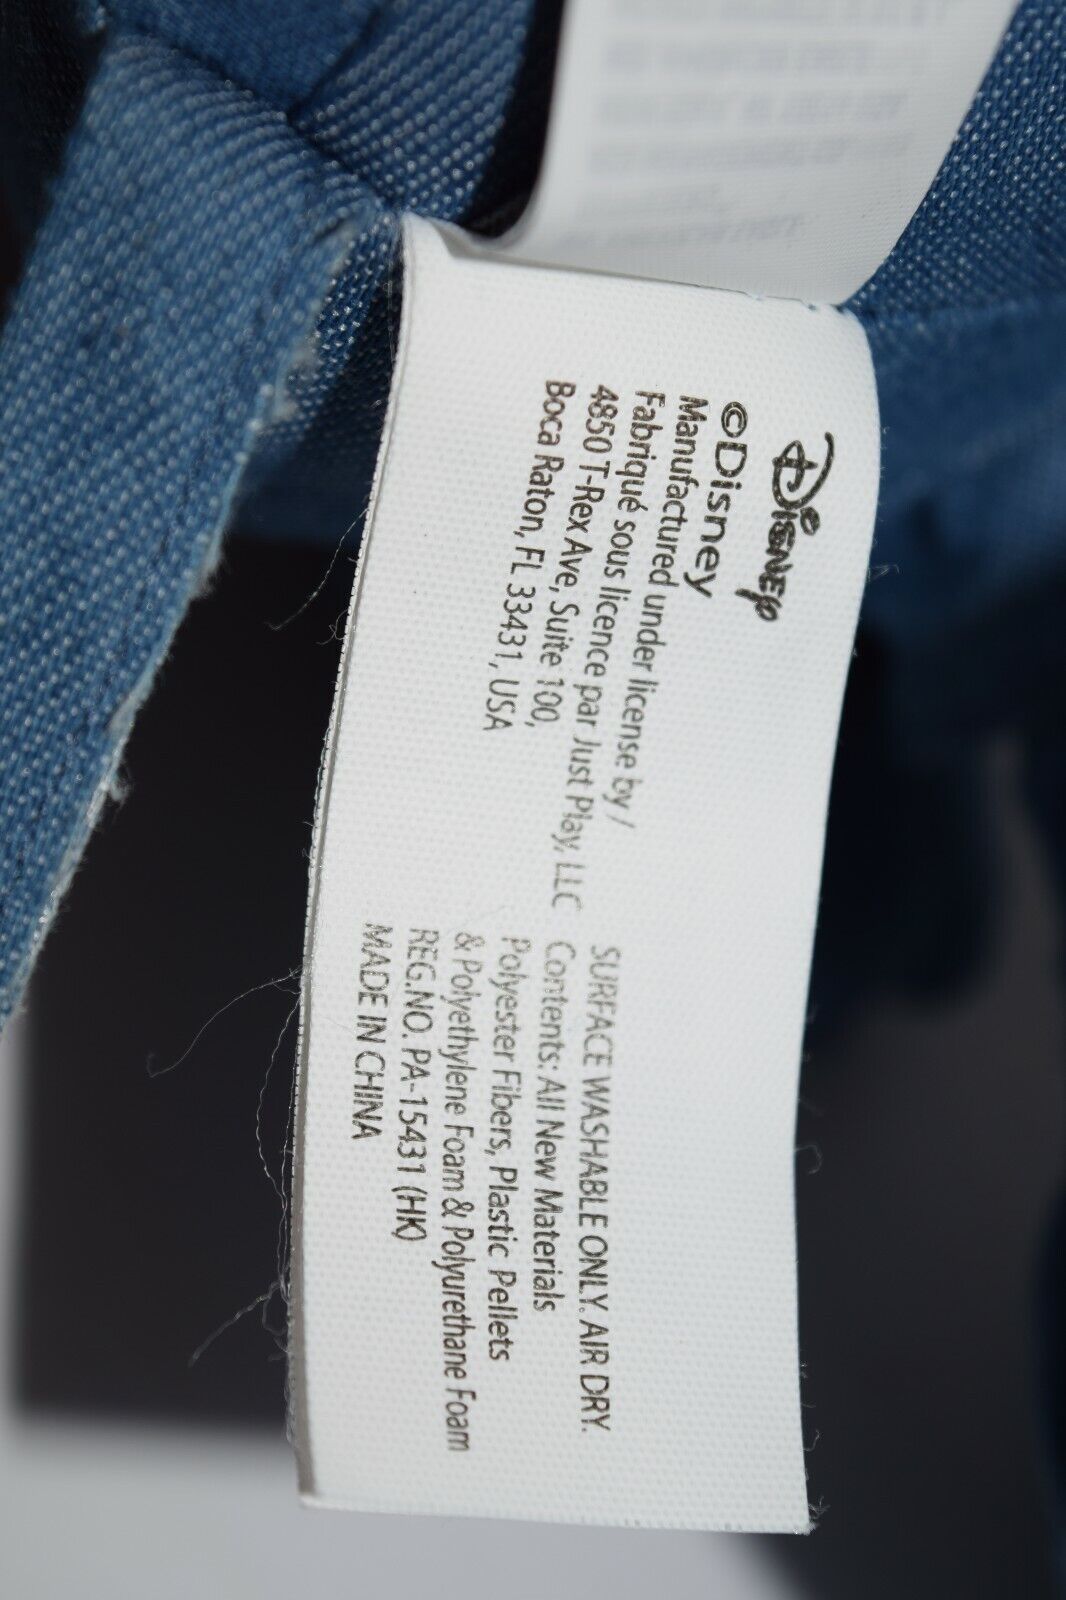 Disney
©Disney
Manufactured under license by /
Fabriqué sous licence par Just Play, LLC
4850 T-Rex Ave, Suite 100,
Boca Raton, FL 33431, USA
SURFACE WASHABLE ONLY. AIR DRY.
Contents: All New Materials
Polyester Fibers, Plastic Pellets
& Polyethylene Foam & Polyurethane Foam
REG.NO. PA-15431 (HK)
MADE IN CHINA